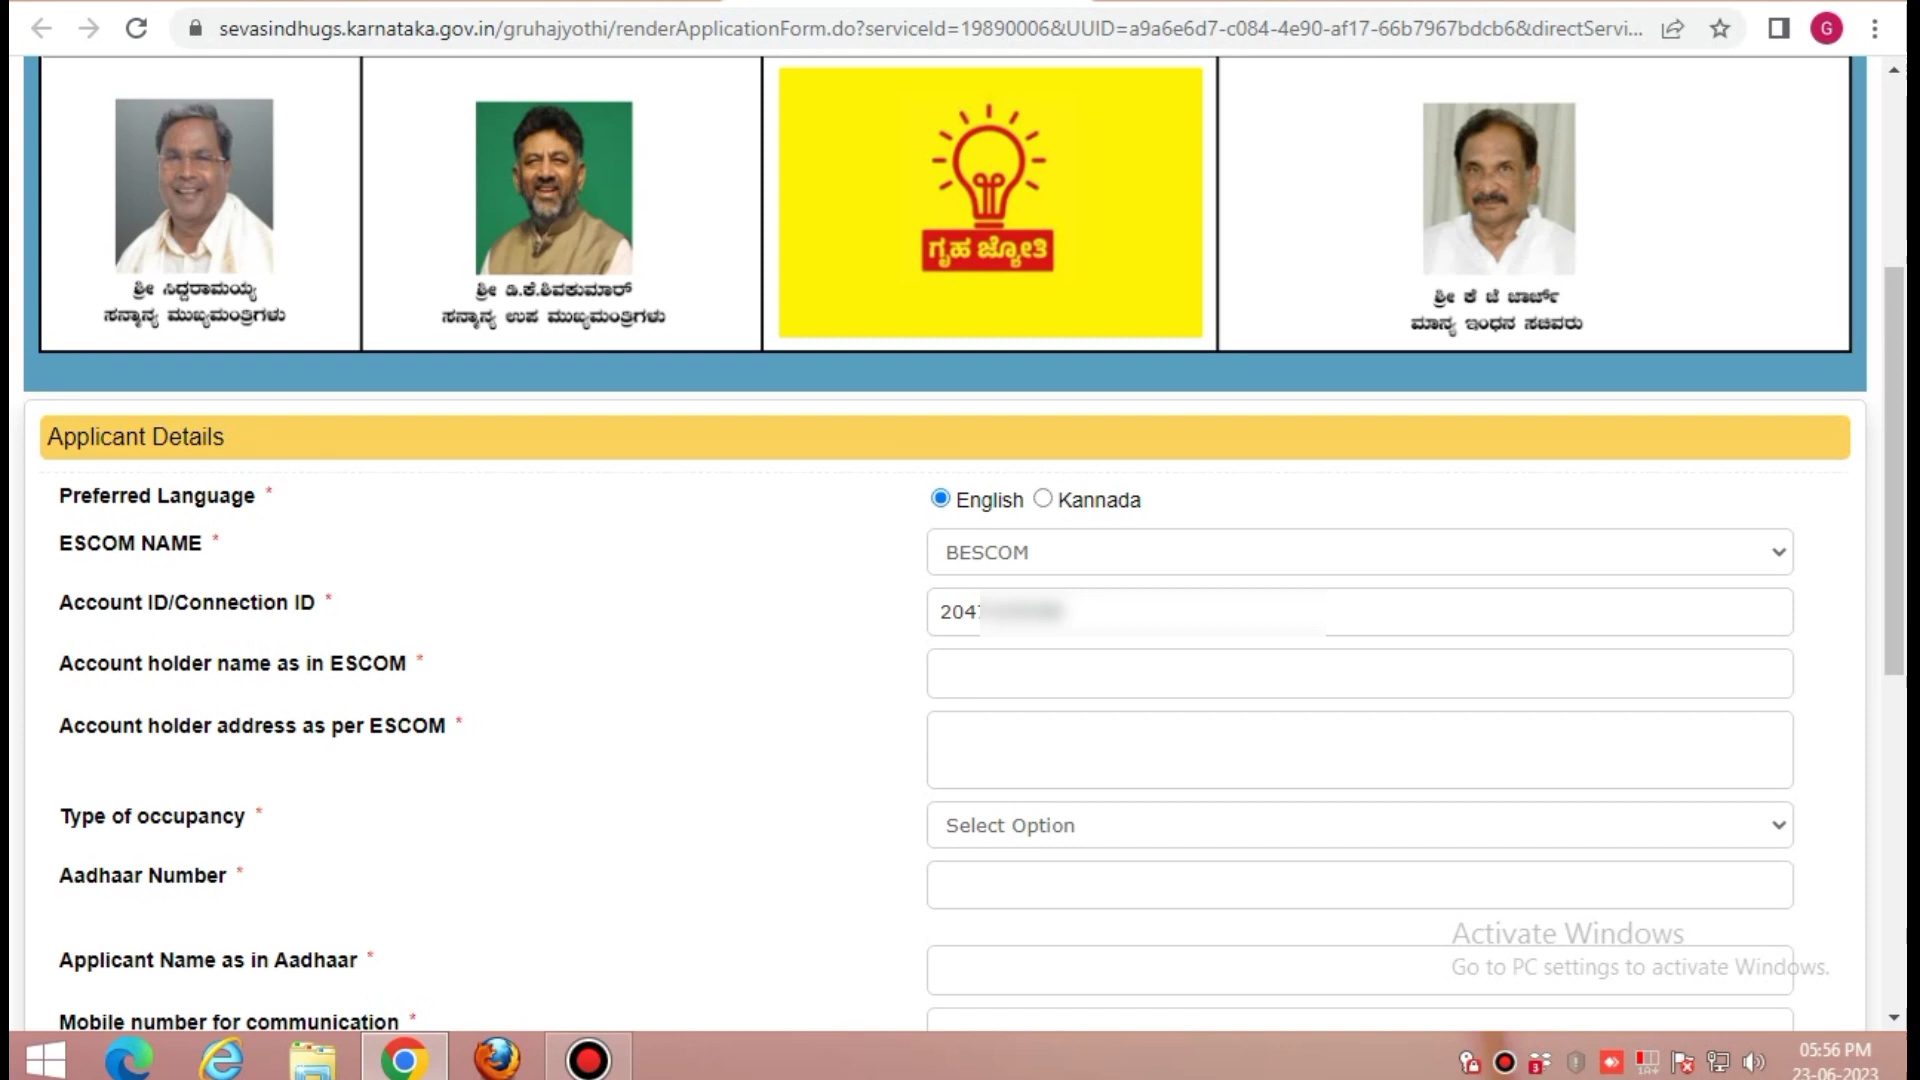 sevasindhugs.karnataka.gov.in/gruhajyothi/renderApplicationForm.do?serviceId=19890006&UUID=a9a6e6d7-c084-4e90-af17-66b7967bdcb6&directServi...
G
ಶ್ರೀ ಸಿದ್ದರಾಮಯ್ಯ
ಸನ್ಮಾನ್ಯ ಮುಖ್ಯಮಂತ್ರಿಗಳು
ಶ್ರೀ ಡಿ.ಕೆ.ಶಿವಕುಮಾರ್
ಸನ್ಮಾನ್ಯ ಉಪ ಮುಖ್ಯಮಂತ್ರಿಗಳು
ಗೃಹ ಜ್ಯೋತಿ
ಶ್ರೀ ಕೆ ಜೆ ಜಾರ್ಜ್
ಮಾನ್ಯ ಇಂಧನ ಸಚಿವರು
Applicant Details
Preferred Language *
English Kannada
ESCOM NAME *
BESCOM
Account ID/Connection ID *
204
Account holder name as in ESCOM *
Account holder address as per ESCOM *
Type of occupancy *
Select Option
Aadhaar Number *
Applicant Name as in Aadhaar *
Mobile number for communication *
Activate Windows
Go to PC settings to activate Windows.
05:56 PM
23-06-2023